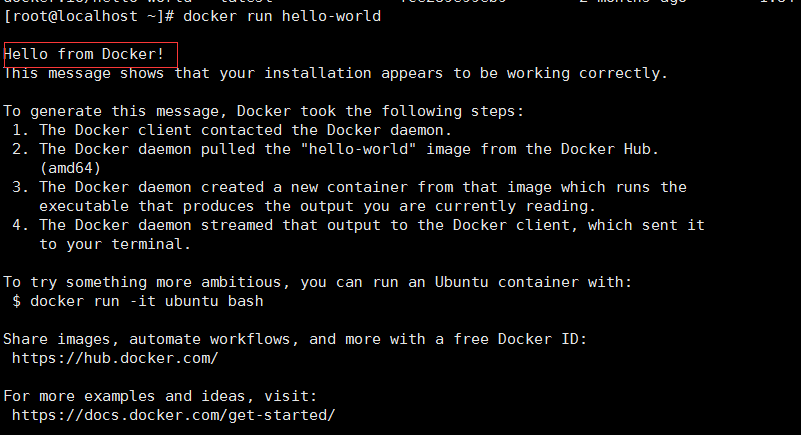 [root@localhost ~]# docker run hello-world
Hello from Docker!
This message shows that your installation appears to be working correctly.
To generate this message, Docker took the following steps:
1. The Docker client contacted the Docker daemon.
2. The Docker daemon pulled the "hello-world" image from the Docker Hub.
(amd64)
3. The Docker daemon created a new container from that image which runs the
executable that produces the output you are currently reading.
4. The Docker daemon streamed that output to the Docker client, which sent it
to your terminal.
To try something more ambitious, you can run an Ubuntu container with:
$ docker run -it ubuntu bash
Share images, automate workflows, and more with a free Docker ID:
https://hub.docker.com/
For more examples and ideas, visit:
https://docs.docker.com/get-started/